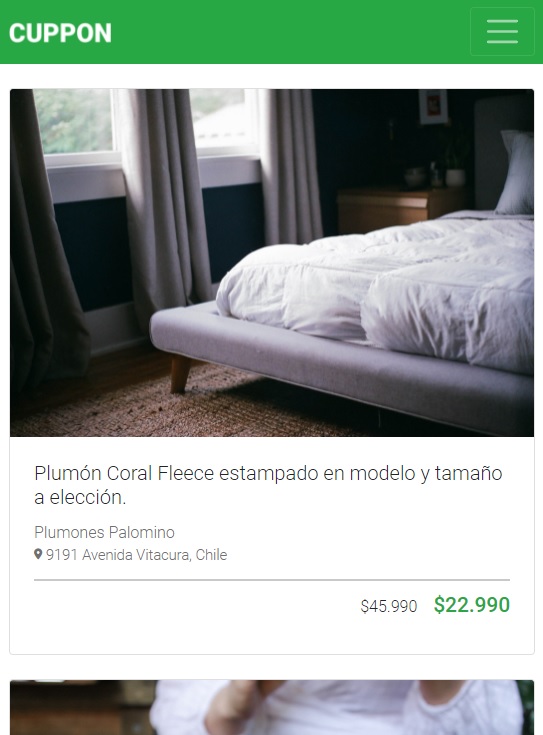 CUPPON
Plumón Coral Fleece estampado en modelo y tamaño
a elección.
Plumones Palomino
9191 Avenida Vitacura, Chile
$45.990 $22.990